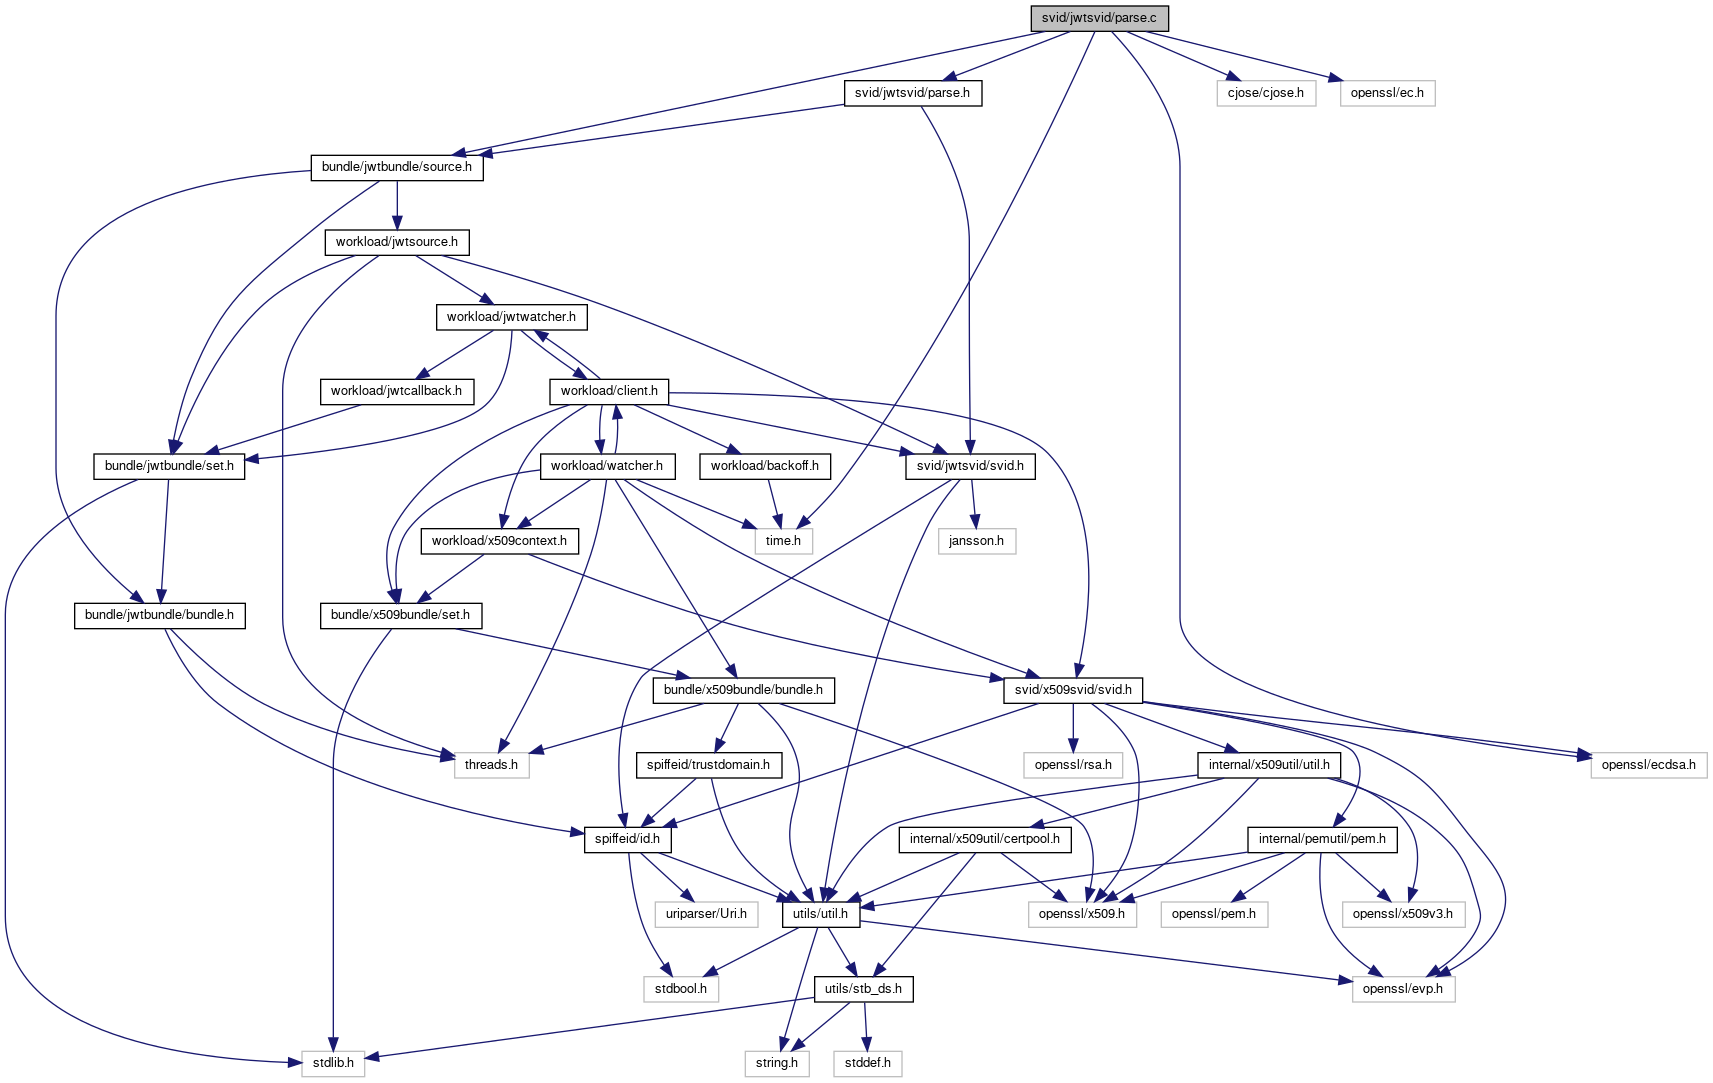 svid/jwtsvid/parse.c
svid/jwtsvid/parse.h
cjose/cjose.h
openssl/ec.h
bundle/jwtbundle/source.h
workload/jwtsource.h
workload/jwtwatcher.h
workload/jwtcallback.h
workload/client.h
bundle/jwtbundle/set.h
workload/watcher.h
workload/backoff.h
svid/jwtsvid/svid.h
workload/x509context.h
time.h
jansson.h
bundle/jwtbundle/bundle.h
bundle/x509bundle/set.h
bundle/x509bundle/bundle.h
svid/x509svid/svid.h
threads.h
spiffeid/trustdomain.h
openssl/rsa.h
internal/x509util/util.h
openssl/ecdsa.h
spiffeid/id.h
internal/x509util/certpool.h
internal/pemutil/pem.h
uriparser/Uri.h
utils/util.h
openssl/x509.h
openssl/pem.h
openssl/x509v3.h
stdbool.h
utils/stb_ds.h
openssl/evp.h
stdlib.h
string.h
stddef.h